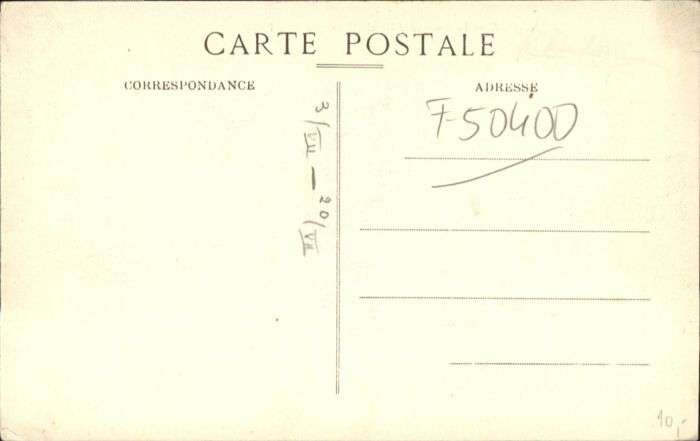 CARTE POSTALE
CORRESPONDANCE
ADRESSE
F-50400
3/VII — 20/VII
10,-